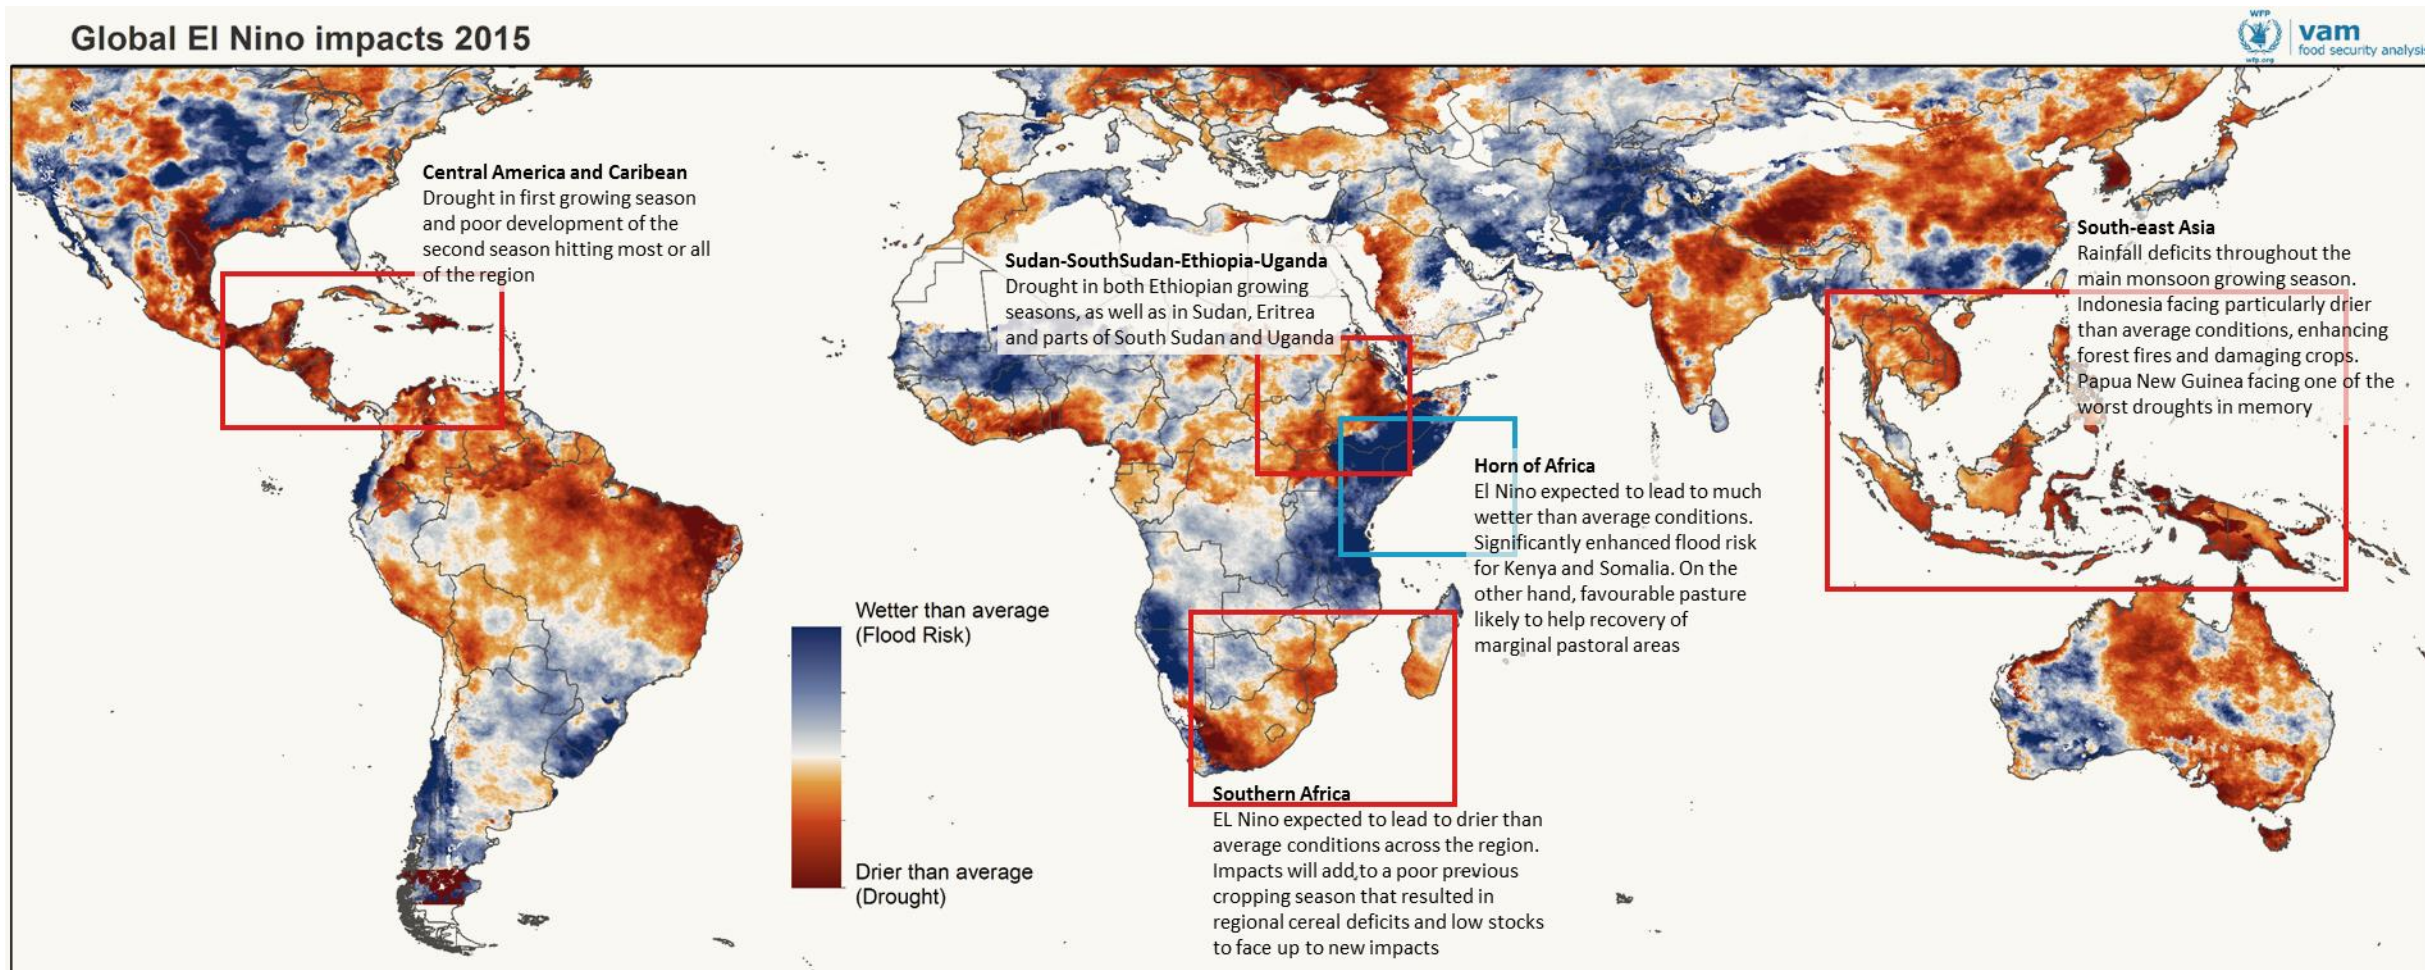 Global El Nino impacts 2015
WFP
wfp.org
vam
food security analysis
Central America and Caribean
Drought in first growing season
and poor development of the
second season hitting most or all
of the region
Sudan-SouthSudan-Ethiopia-Uganda
Drought in both Ethiopian growing
seasons, as well as in Sudan, Eritrea
and parts of South Sudan and Uganda
South-east Asia
Rainfall deficits throughout the
main monsoon growing season.
Indonesia facing particularly drier
than average conditions, enhancing
forest fires and damaging crops.
Papua New Guinea facing one of the
worst droughts in memory
Horn of Africa
El Nino expected to lead to much
wetter than average conditions.
Significantly enhanced flood risk
for Kenya and Somalia. On the
other hand, favourable pasture
likely to help recovery of
marginal pastoral areas
Wetter than average
(Flood Risk)
Drier than average
(Drought)
Southern Africa
EL Nino expected to lead to drier than
average conditions across the region.
Impacts will add to a poor previous
cropping season that resulted in
regional cereal deficits and low stocks
to face up to new impacts